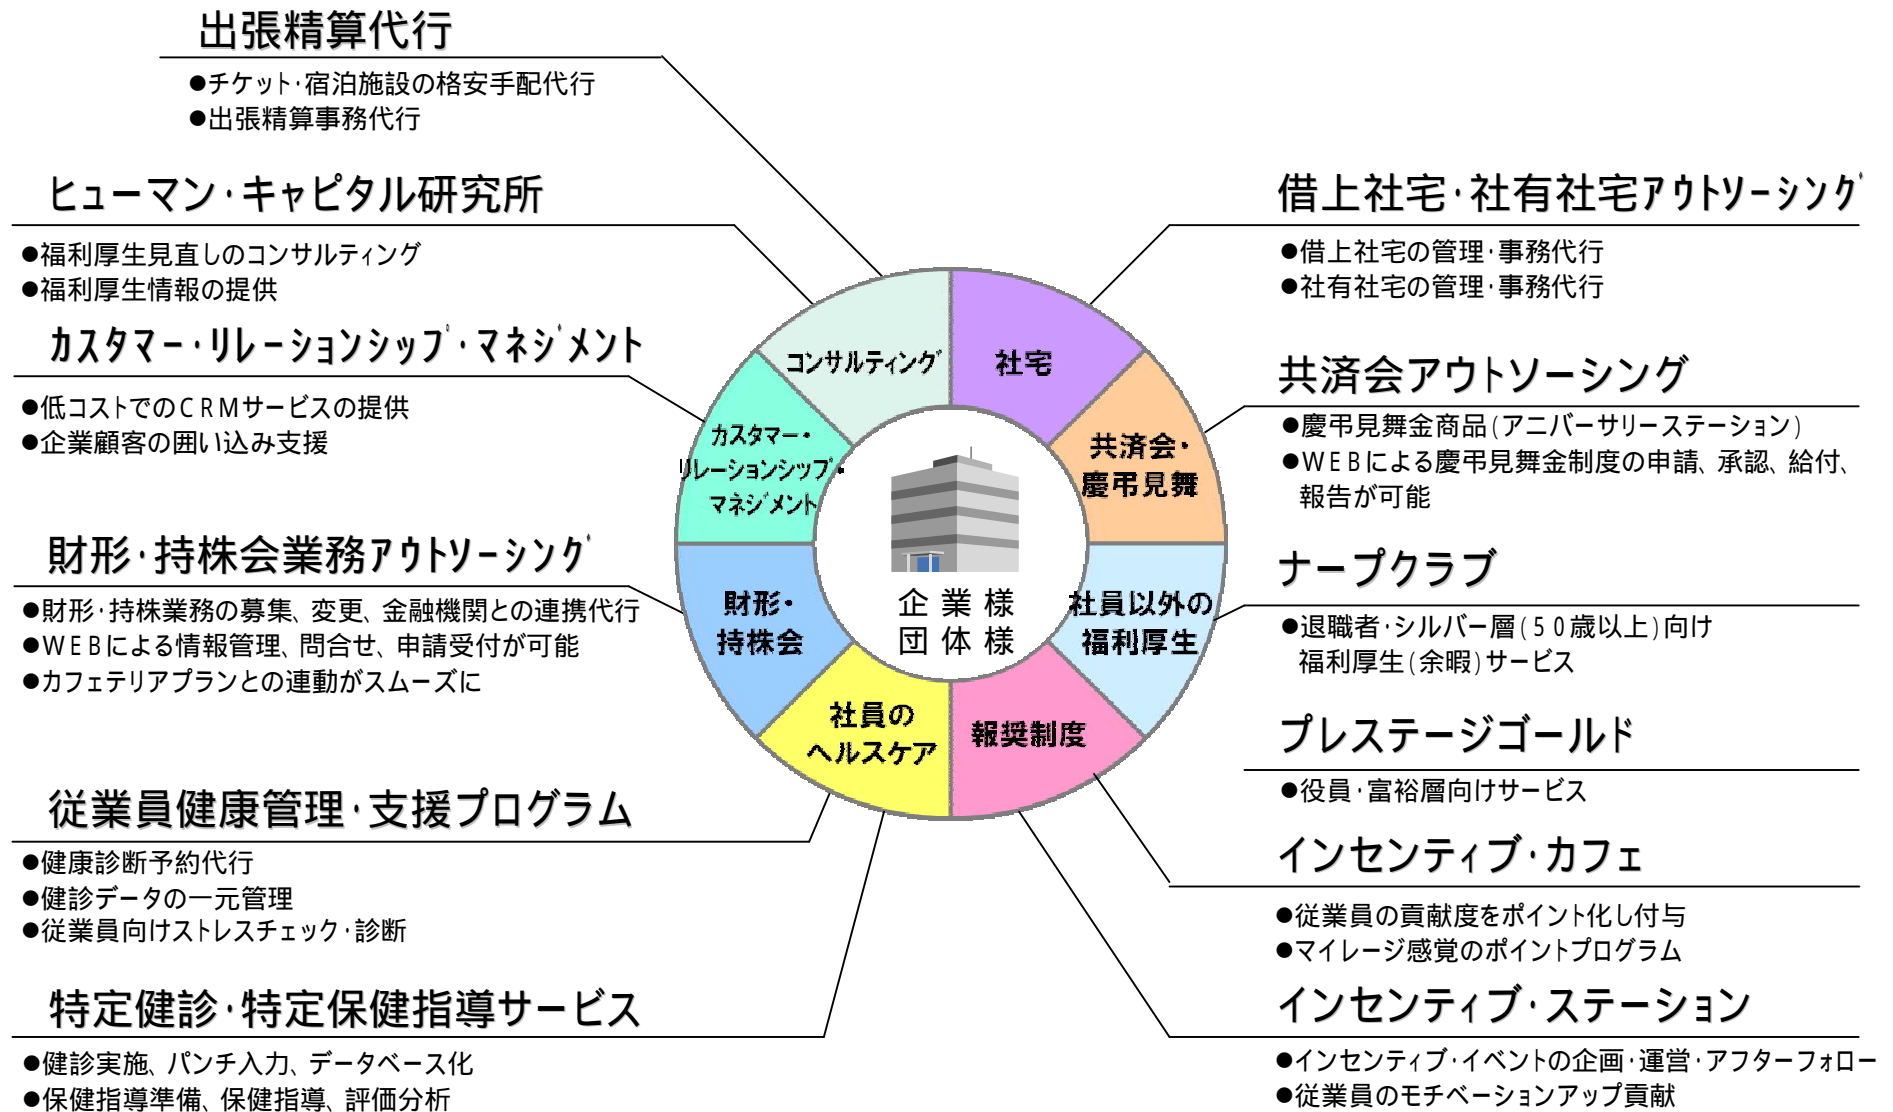 出張精算代行
●チケット・宿泊施設の格安手配代行
●出張精算事務代行
ヒューマン・キャピタル研究所
●福利厚生見直しのコンサルティング
●福利厚生情報の提供
カスタマー・リレーションシップ・マネジメント
●低コストでのCRMサービスの提供
●企業顧客の囲い込み支援
財形・持株会業務アウトソーシング
●財形・持株業務の募集、変更、金融機関との連携代行
●WEBによる情報管理、問合せ、申請受付が可能
●カフェテリアプランとの連動がスムーズに
従業員健康管理・支援プログラム
●健康診断予約代行
●健診データの一元管理
●従業員向けストレスチェック・診断
特定健診・特定保健指導サービス
●健診実施、パンチ入力、データベース化
●保健指導準備、保健指導、評価分析
コンサルティング
社宅
カスタマー・
リレーションシップ・
マネジメント
共済会・
慶弔見舞
企業様
団体様
財形・
持株会
社員以外の
福利厚生
社員の
ヘルスケア
報奨制度
借上社宅・社有社宅アウトソーシング
●借上社宅の管理・事務代行
●社有社宅の管理・事務代行
共済会アウトソーシング
●慶弔見舞金商品(アニバーサリーステーション)
●WEBによる慶弔見舞金制度の申請、承認、給付、
報告が可能
ナープクラブ
●退職者・シルバー層(50歳以上)向け
福利厚生(余暇)サービス
プレステージゴールド
●役員・富裕層向けサービス
インセンティブ・カフェ
●従業員の貢献度をポイント化し付与
●マイレージ感覚のポイントプログラム
インセンティブ・ステーション
●インセンティブ・イベントの企画・運営・アフターフォロー
●従業員のモチベーションアップ貢献